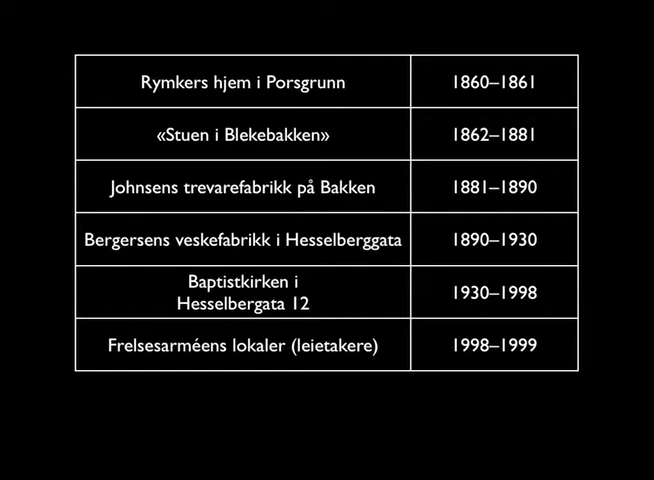 Rymkers hjem i Porsgrunn 1860–1861
«Stuen i Blekebakken» 1862–1881
Johnsens trevarefabrikk på Bakken 1881–1890
Bergersens veskefabrikk i Hesselberggata 1890–1930
Baptistkirken i
Hesselbergata 12 1930–1998
Frelsesarméens lokaler (leietakere) 1998–1999